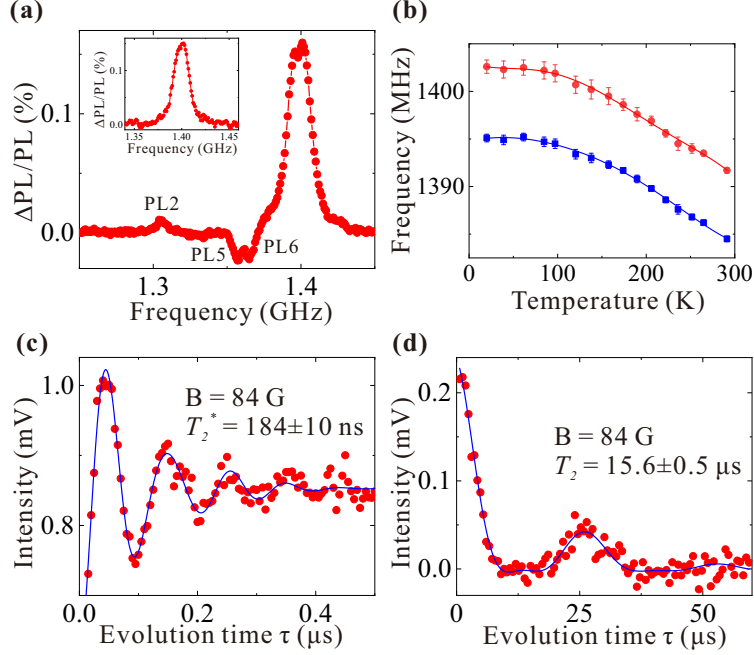 (a)
ΔPL/PL (%)
0.1
0.0
1.3
1.4
Frequency (GHz)
PL2
PL5
PL6
ΔPL/PL (%)
0.1
0.0
1.35
1.40
1.45
Frequency (GHz)
(b)
Frequency (MHz)
1400
1390
0
100
200
300
Temperature (K)
(c)
Intensity (mV)
1.0
0.8
B = 84 G
T₂* = 184±10 ns
0.0
0.2
0.4
Evolution time τ (μs)
(d)
Intensity (mV)
0.2
0.1
0.0
B = 84 G
T₂ = 15.6±0.5 μs
0
25
50
Evolution time τ (μs)